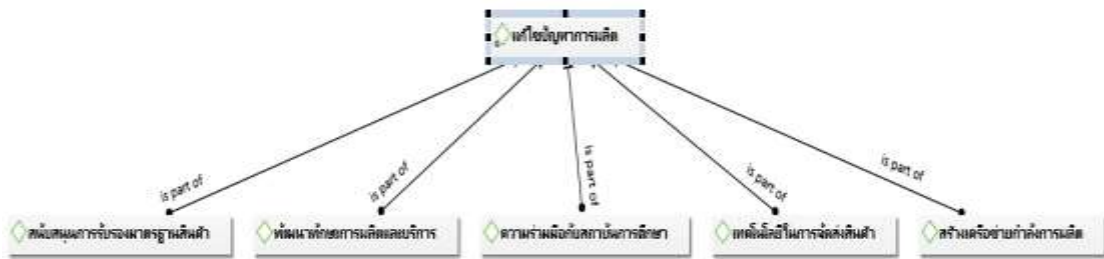 แก้ไขปัญหาการผลิต
is part of
is part of
is part of
is part of
is part of
สนับสนุนการรับรองมาตรฐานสินค้า
พัฒนาทักษะการผลิตและบริการ
ความร่วมมือกับสถาบันการศึกษา
เทคโนโลยีในการจัดส่งสินค้า
สร้างเครือข่ายกำลังการผลิต